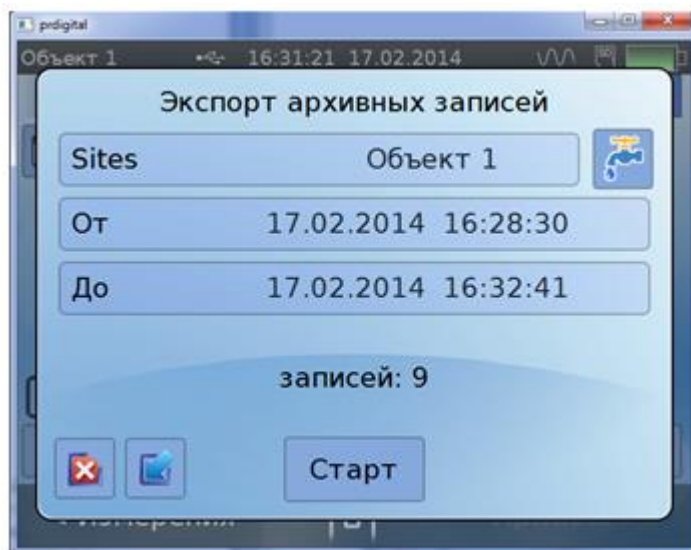 prdigital
Объект 1 16:31:21 17.02.2014
Экспорт архивных записей
Sites Объект 1
От 17.02.2014 16:28:30
До 17.02.2014 16:32:41
записей: 9
Старт